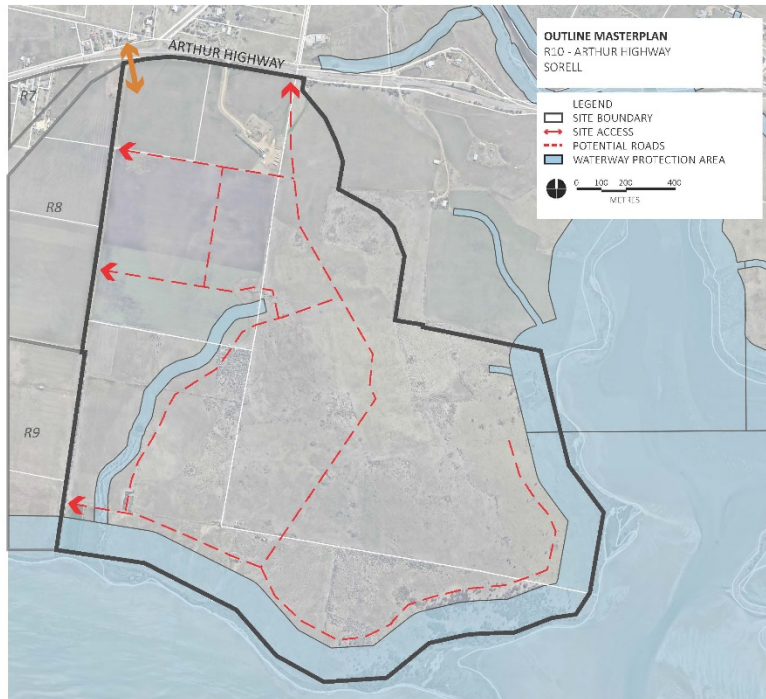 ARTHUR HIGHWAY
R7
R8
R9
OUTLINE MASTERPLAN
R10 - ARTHUR HIGHWAY
SORELL
LEGEND
SITE BOUNDARY
SITE ACCESS
POTENTIAL ROADS
WATERWAY PROTECTION AREA
0 100 200 400
METRES